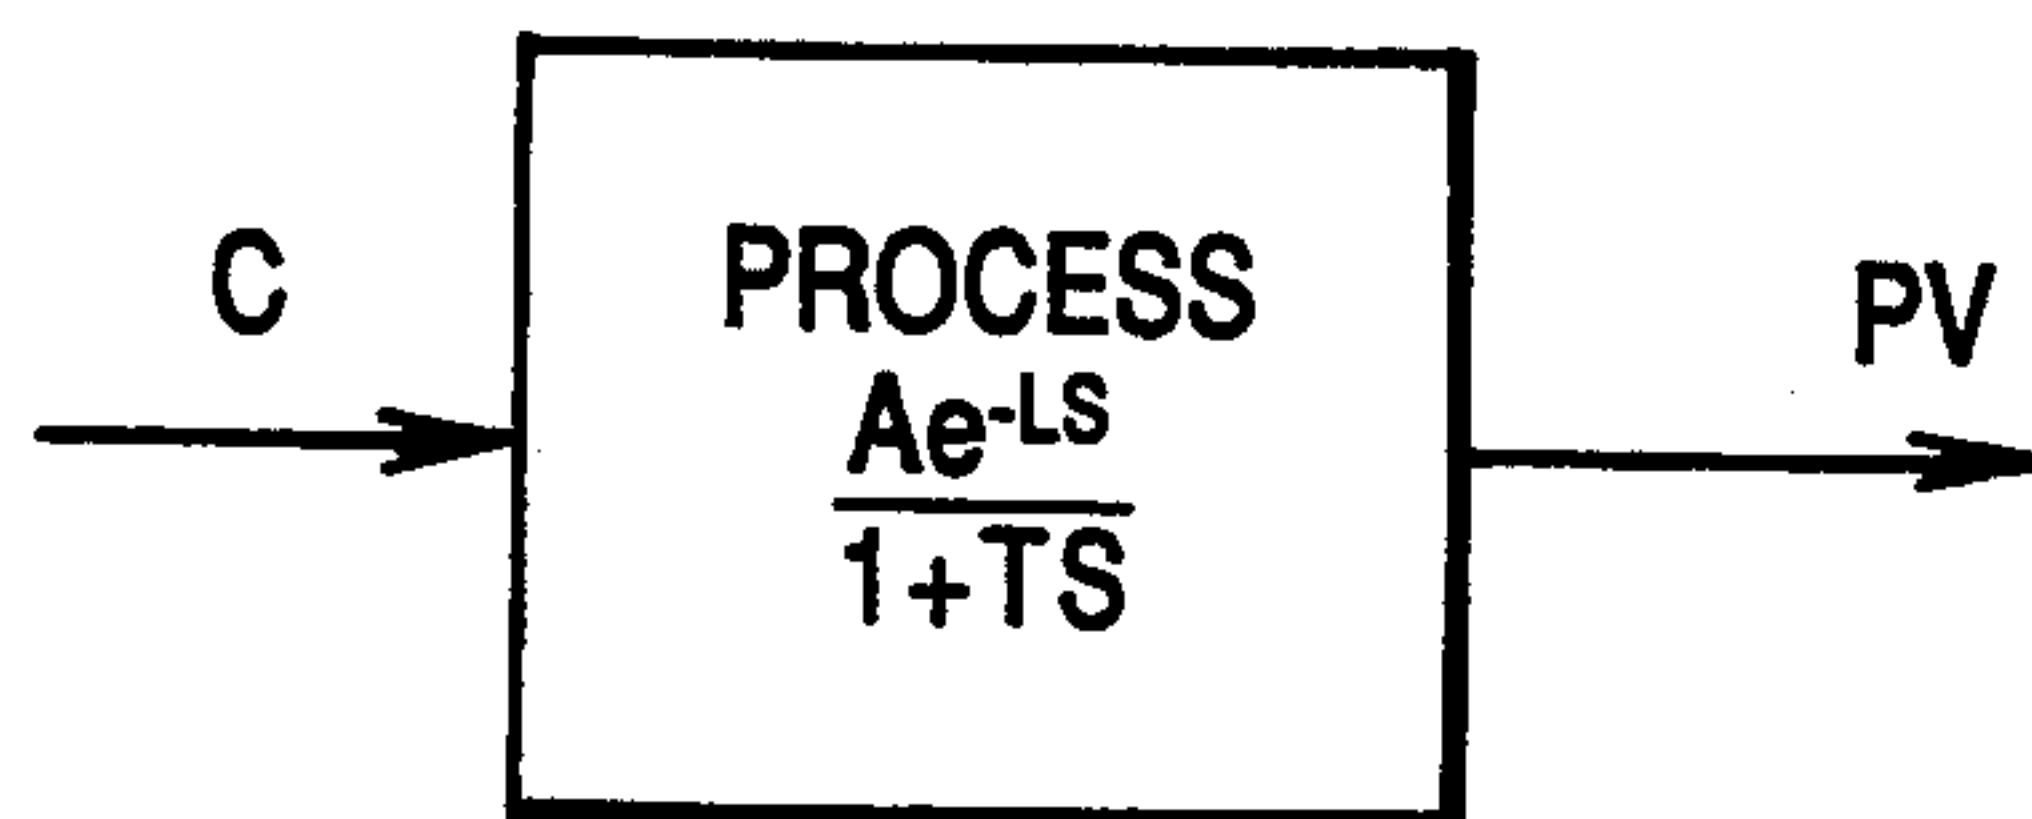 C
PROCESS
Ae^-LS
1+TS
PV